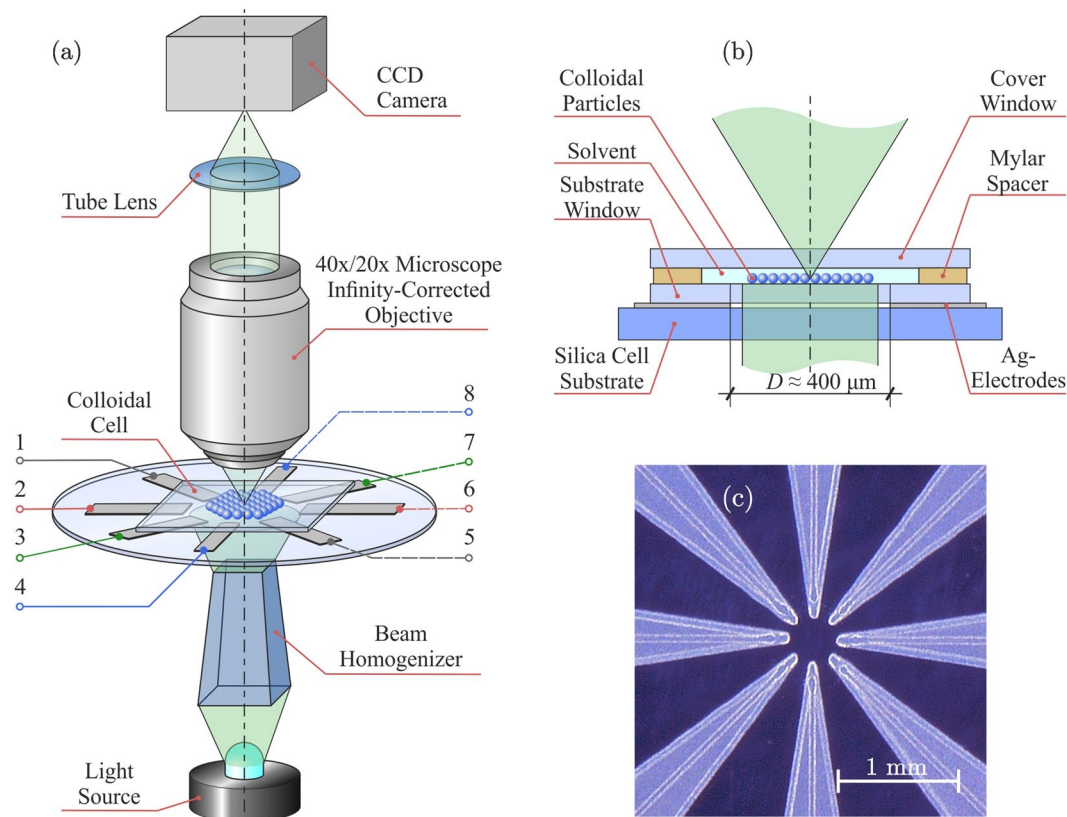 (a)
CCD
Camera
Tube Lens
40x/20x Microscope
Infinity-Corrected
Objective
Colloidal
Cell
1
2
3
4
8
7
6
5
Beam
Homogenizer
Light
Source
(b)
Colloidal
Particles
Solvent
Substrate
Window
Silica Cell
Substrate
Cover
Window
Mylar
Spacer
Ag-
Electrodes
D ≈ 400 μm
(c)
1 mm